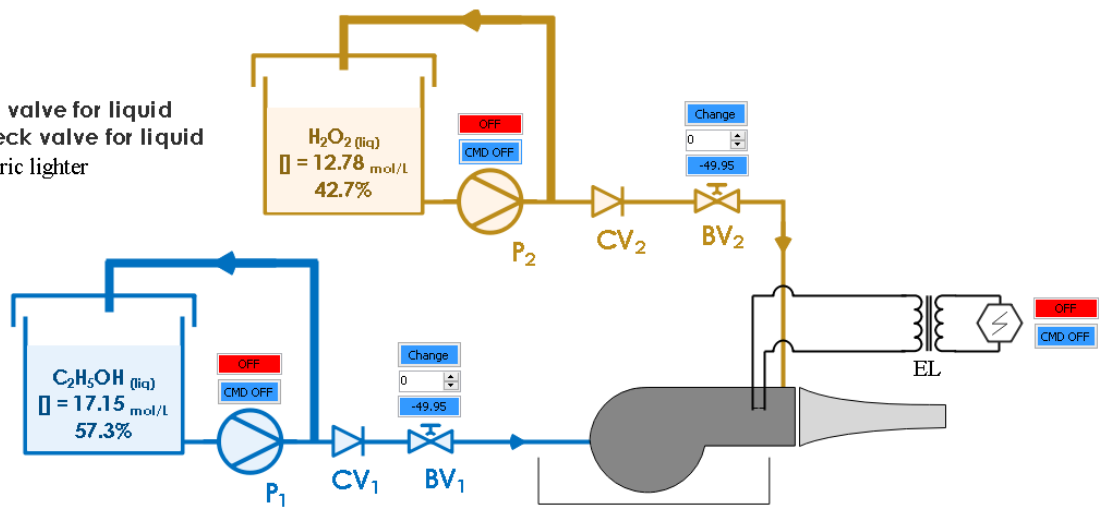 valve for liquid
eck valve for liquid
ric lighter
H₂O₂ (liq)
[] = 12.78 mol/L
42.7%
OFF
CMD OFF
P₂
CV₂
Change
0
-49.95
BV₂
C₂H₅OH (liq)
[] = 17.15 mol/L
57.3%
OFF
CMD OFF
P₁
CV₁
Change
0
-49.95
BV₁
OFF
CMD OFF
EL